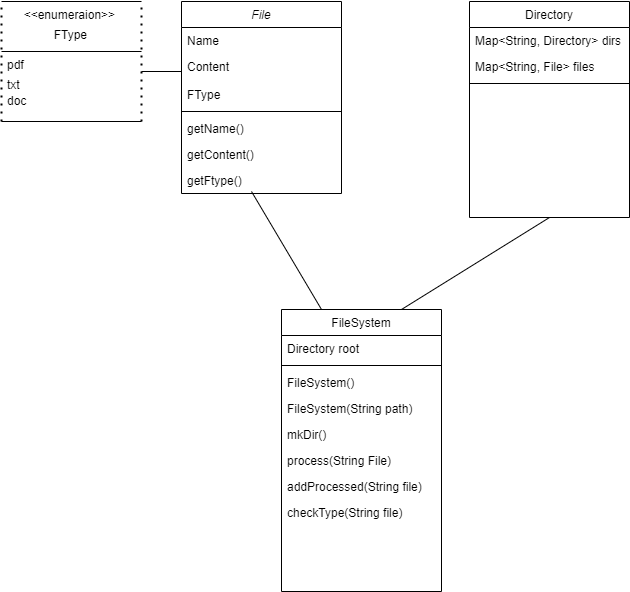 <<enumeraion>>
FType
pdf
txt
doc
File
Name
Content
FType
getName()
getContent()
getFtype()
Directory
Map<String, Directory> dirs
Map<String, File> files
FileSystem
Directory root
FileSystem()
FileSystem(String path)
mkDir()
process(String File)
addProcessed(String file)
checkType(String file)